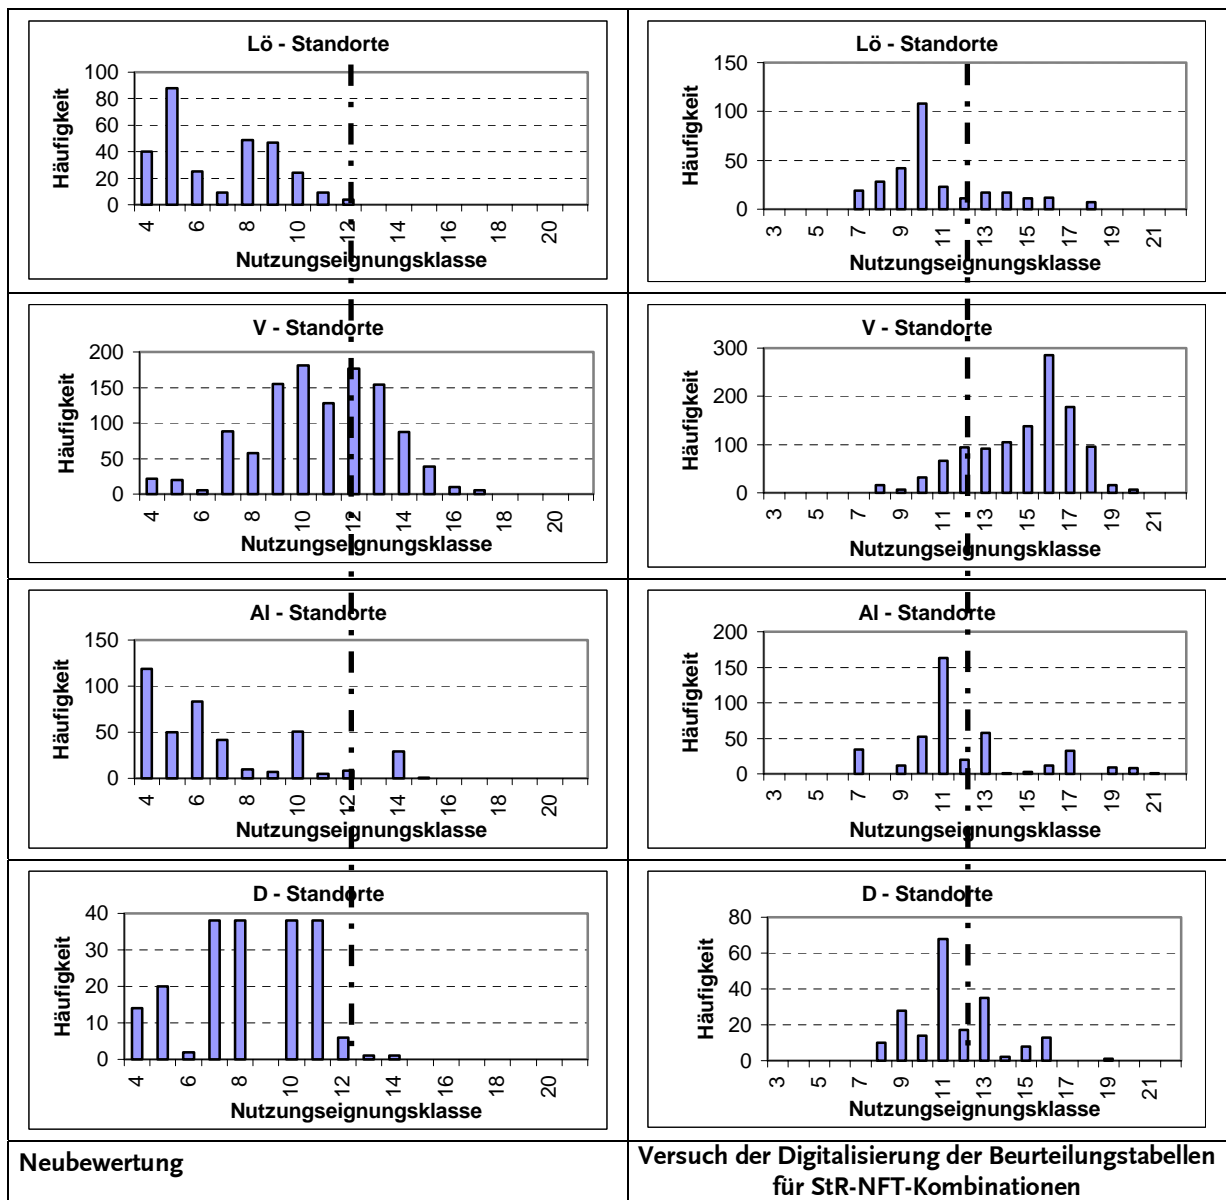 Lö - Standorte
Häufigkeit
100
80
60
40
20
0
4 6 8 10 12 14 16 18 20
Nutzungseignungsklasse
Lö - Standorte
Häufigkeit
150
100
50
0
3 5 7 9 11 13 15 17 19 21
Nutzungseignungsklasse
V - Standorte
Häufigkeit
200
150
100
50
0
4 6 8 10 12 14 16 18 20
Nutzungseignungsklasse
V - Standorte
Häufigkeit
300
200
100
0
3 5 7 9 11 13 15 17 19 21
Nutzungseignungsklasse
Al - Standorte
Häufigkeit
150
100
50
0
4 6 8 10 12 14 16 18 20
Nutzungseignungsklasse
Al - Standorte
Häufigkeit
200
150
100
50
0
3 5 7 9 11 13 15 17 19 21
Nutzungseignungsklasse
D - Standorte
Häufigkeit
40
30
20
10
0
4 6 8 10 12 14 16 18 20
Nutzungseignungsklasse
D - Standorte
Häufigkeit
80
60
40
20
0
3 5 7 9 11 13 15 17 19 21
Nutzungseignungsklasse
Neubewertung
Versuch der Digitalisierung der Beurteilungstabellen
für StR-NFT-Kombinationen